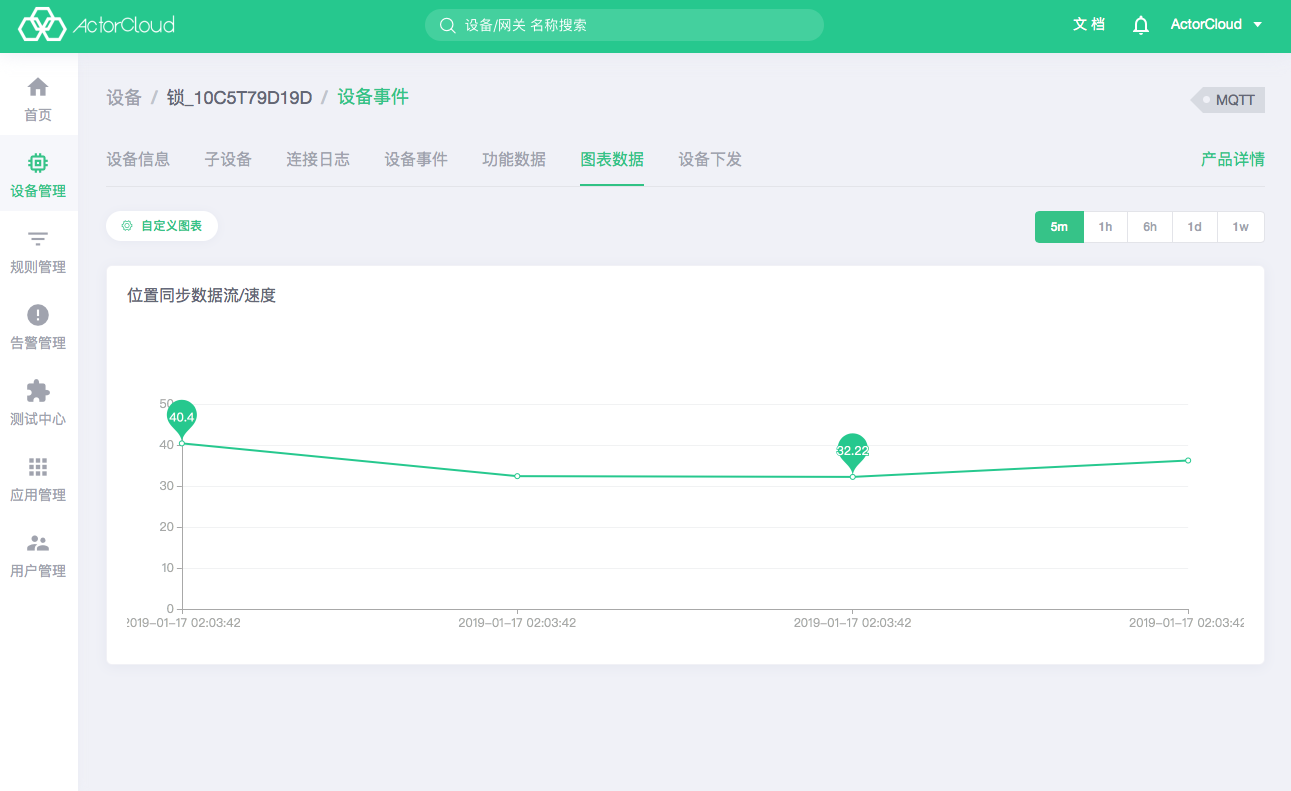 ActorCloud
设备/网关 名称搜索
文 档
ActorCloud
首页
设备管理
规则管理
告警管理
测试中心
应用管理
用户管理
设备 / 锁_10C5T79D19D / 设备事件
MQTT
设备信息 子设备 连接日志 设备事件 功能数据 图表数据 设备下发 产品详情
自定义图表
5m 1h 6h 1d 1w
位置同步数据流/速度
50
40.4
40
32.22
30
20
10
0
2019-01-17 02:03:42 2019-01-17 02:03:42 2019-01-17 02:03:42 2019-01-17 02:03:42